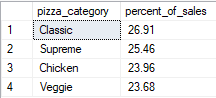 pizza_category percent_of_sales
1 Classic 26.91
2 Supreme 25.46
3 Chicken 23.96
4 Veggie 23.68